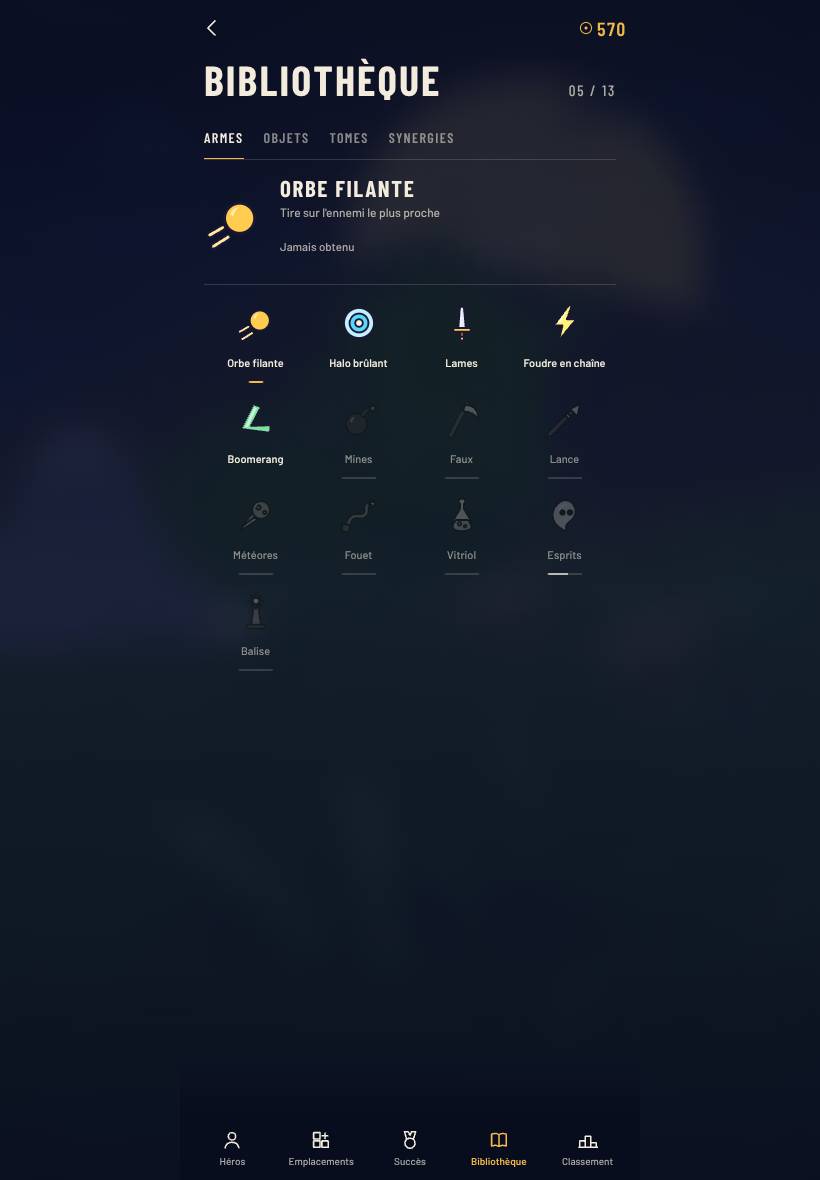 570
BIBLIOTHÈQUE
05 / 13
ARMES OBJETS TOMES SYNERGIES
ORBE FILANTE
Tire sur l'ennemi le plus proche
Jamais obtenu
Orbe filante Halo brûlant Lames Foudre en chaîne
Boomerang Mines Faux Lance
Météores Fouet Vitriol Esprits
Balise
Héros Emplacements Succès Bibliothèque Classement